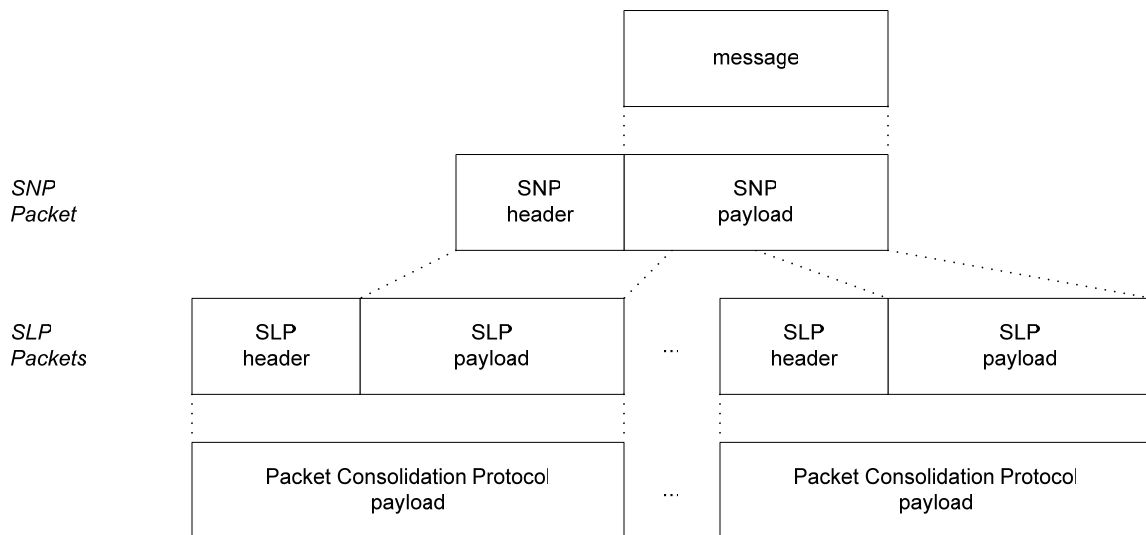 message
SNP
Packet
SNP
header
SNP
payload
SLP
Packets
SLP
header
SLP
payload
...
SLP
header
SLP
payload
Packet Consolidation Protocol
payload
...
Packet Consolidation Protocol
payload